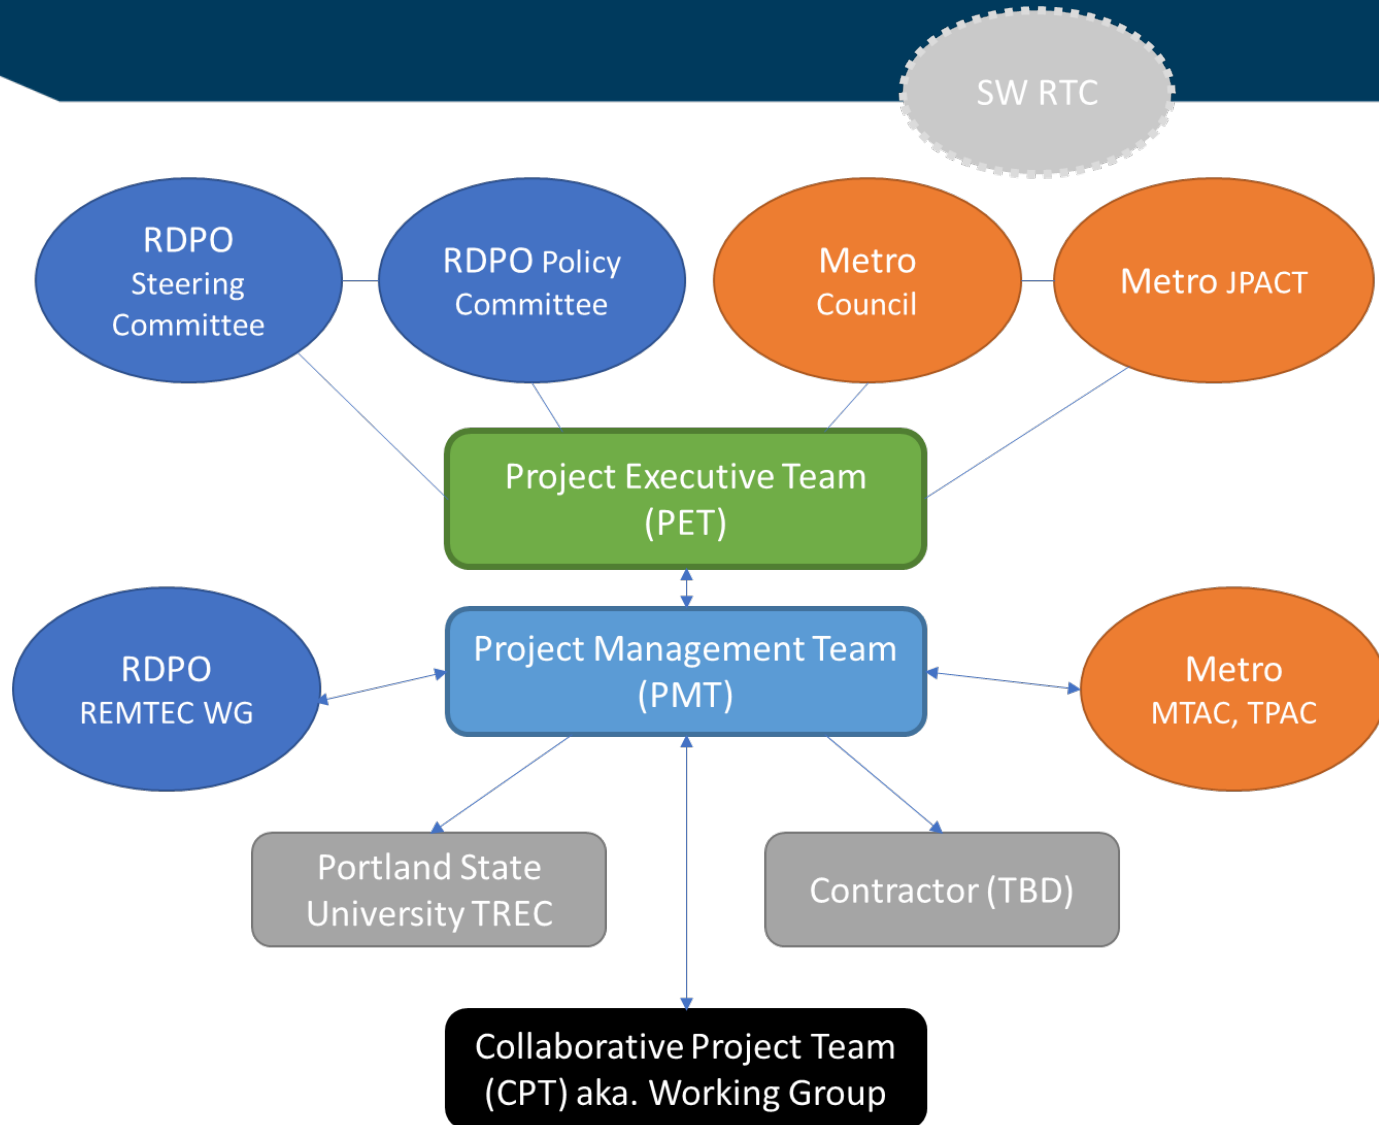 SW RTC
RDPO
Steering
Committee
RDPO Policy
Committee
Metro
Council
Metro JPACT
Project Executive Team
(PET)
Project Management Team
(PMT)
RDPO
REMTEC WG
Metro
MTAC, TPAC
Portland State
University TREC
Contractor (TBD)
Collaborative Project Team
(CPT) aka. Working Group